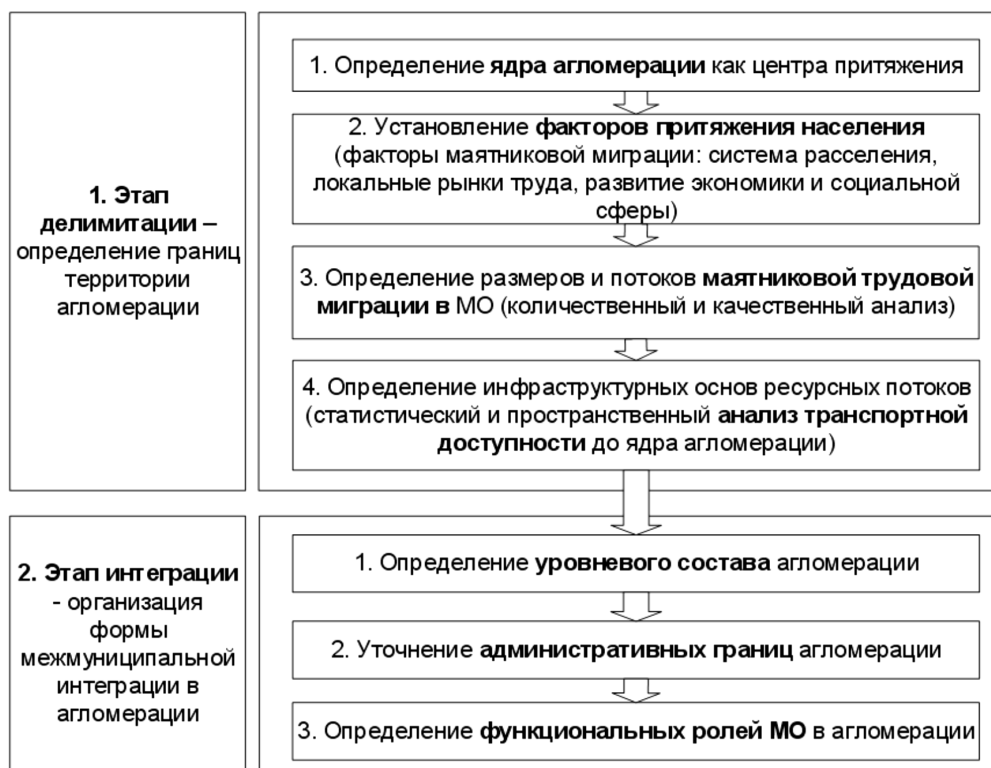 1. Этап
делимитации –
определение границ
территории
агломерации
1. Определение ядра агломерации как центра притяжения
2. Установление факторов притяжения населения
(факторы маятниковой миграции: система расселения,
локальные рынки труда, развитие экономики и социальной
сферы)
3. Определение размеров и потоков маятниковой трудовой
миграции в МО (количественный и качественный анализ)
4. Определение инфраструктурных основ ресурсных потоков
(статистический и пространственный анализ транспортной
доступности до ядра агломерации)
2. Этап интеграции
- организация
формы
межмуниципальной
интеграции в
агломерации
1. Определение уровневого состава агломерации
2. Уточнение административных границ агломерации
3. Определение функциональных ролей МО в агломерации